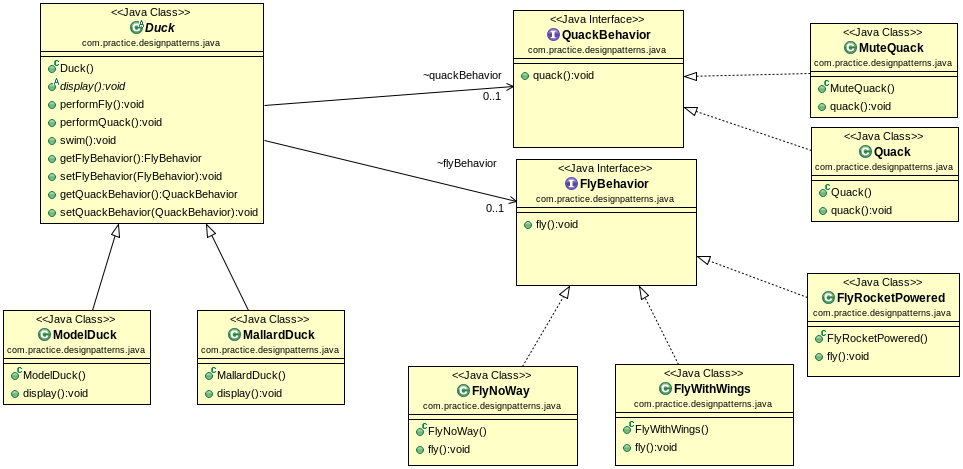 <<Java Class>>
Duck
com.practice.designpatterns.java
Duck()
display():void
performFly():void
performQuack():void
swim():void
getFlyBehavior():FlyBehavior
setFlyBehavior(FlyBehavior):void
getQuackBehavior():QuackBehavior
setQuackBehavior(QuackBehavior):void
~quackBehavior
0..1
~flyBehavior
0..1
<<Java Interface>>
QuackBehavior
com.practice.designpatterns.java
quack():void
<<Java Class>>
MuteQuack
com.practice.designpatterns.java
MuteQuack()
quack():void
<<Java Class>>
Quack
com.practice.designpatterns.java
Quack()
quack():void
<<Java Interface>>
FlyBehavior
com.practice.designpatterns.java
fly():void
<<Java Class>>
FlyRocketPowered
com.practice.designpatterns.java
FlyRocketPowered()
fly():void
<<Java Class>>
ModelDuck
com.practice.designpatterns.java
ModelDuck()
display():void
<<Java Class>>
MallardDuck
com.practice.designpatterns.java
MallardDuck()
display():void
<<Java Class>>
FlyNoWay
com.practice.designpatterns.java
FlyNoWay()
fly():void
<<Java Class>>
FlyWithWings
com.practice.designpatterns.java
FlyWithWings()
fly():void